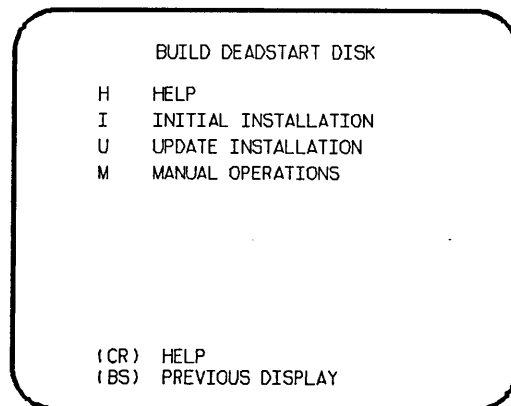 BUILD DEADSTART DISK
H HELP
I INITIAL INSTALLATION
U UPDATE INSTALLATION
M MANUAL OPERATIONS
(CR) HELP
(BS) PREVIOUS DISPLAY